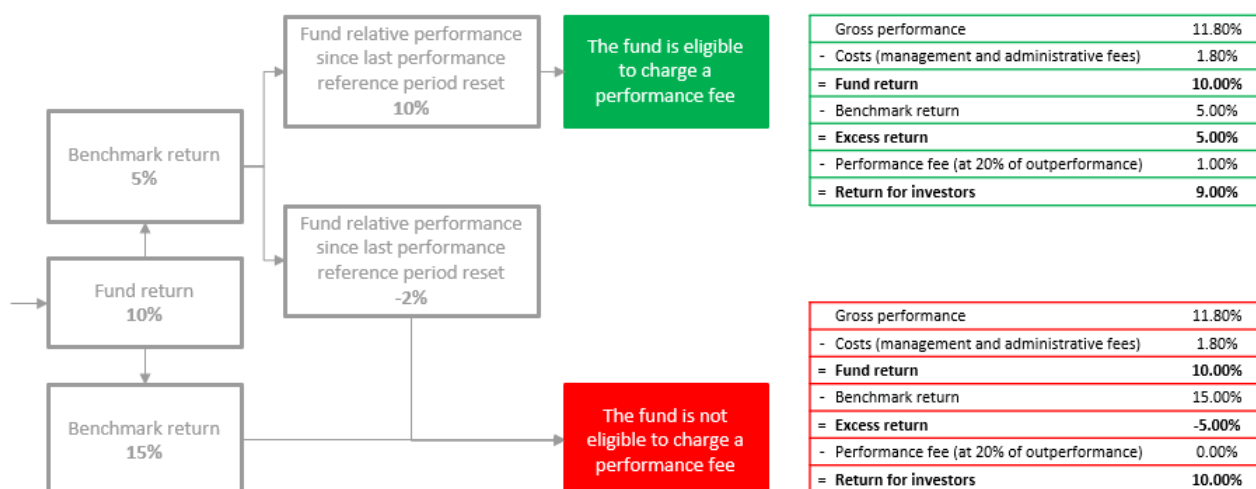 Fund relative performance
since last performance
reference period reset
10%
The fund is eligible
to charge a
performance fee
Benchmark return
5%
Fund relative performance
since last performance
reference period reset
-2%
Fund return
10%
Benchmark return
15%
The fund is not
eligible to charge a
performance fee
Gross performance 11.80%
- Costs (management and administrative fees) 1.80%
= Fund return 10.00%
- Benchmark return 5.00%
= Excess return 5.00%
- Performance fee (at 20% of outperformance) 1.00%
= Return for investors 9.00%
Gross performance 11.80%
- Costs (management and administrative fees) 1.80%
= Fund return 10.00%
- Benchmark return 15.00%
= Excess return -5.00%
- Performance fee (at 20% of outperformance) 0.00%
= Return for investors 10.00%